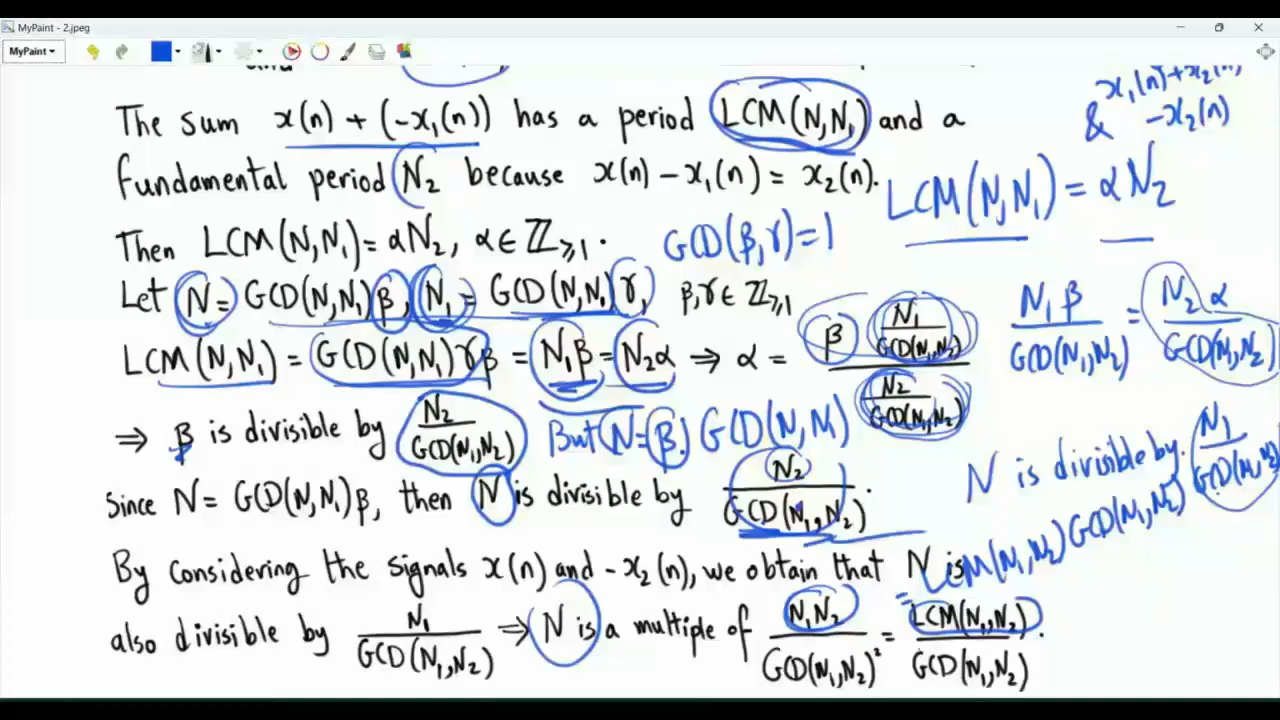 MyPaint - 2.jpeg
MyPaint
x₁(n)+x₂(n)
& -x₂(n)
The sum x(n) + (-x₁(n)) has a period LCM(N,N₁) and a
fundamental period N₂ because x(n) - x₁(n) = x₂(n).
LCM(N,N₁) = αN₂
Then LCM(N,N₁) = αN₂, α ∈ ℤ≥1. GCD(β,γ)=1
Let N = GCD(N,N₁)β, N₁ = GCD(N,N₁)γ, β,γ ∈ ℤ≥1
LCM(N,N₁) = GCD(N,N₁)γβ = N₁β = N₂α ⇒ α = β (N₁/GCD(N₁,N₂)) / (N₂/GCD(N₁,N₂))
N₁β/GCD(N₁,N₂) = N₂α/GCD(N₁,N₂)
⇒ β is divisible by N₂/GCD(N₁,N₂) But N = β. GCD(N,N₁)
N is divisible by. N₁/GCD(N₁,N₂)
Since N = GCD(N,N₁)β, then N is divisible by N₂/GCD(N₁,N₂).
By considering the signals x(n) and -x₂(n), we obtain that N is
= LCM(N₁,N₂) GCD(N₁,N₂)
also divisible by N₁/GCD(N₁,N₂) ⇒ N is a multiple of N₁N₂/GCD(N₁,N₂)² = LCM(N₁,N₂)/GCD(N₁,N₂).